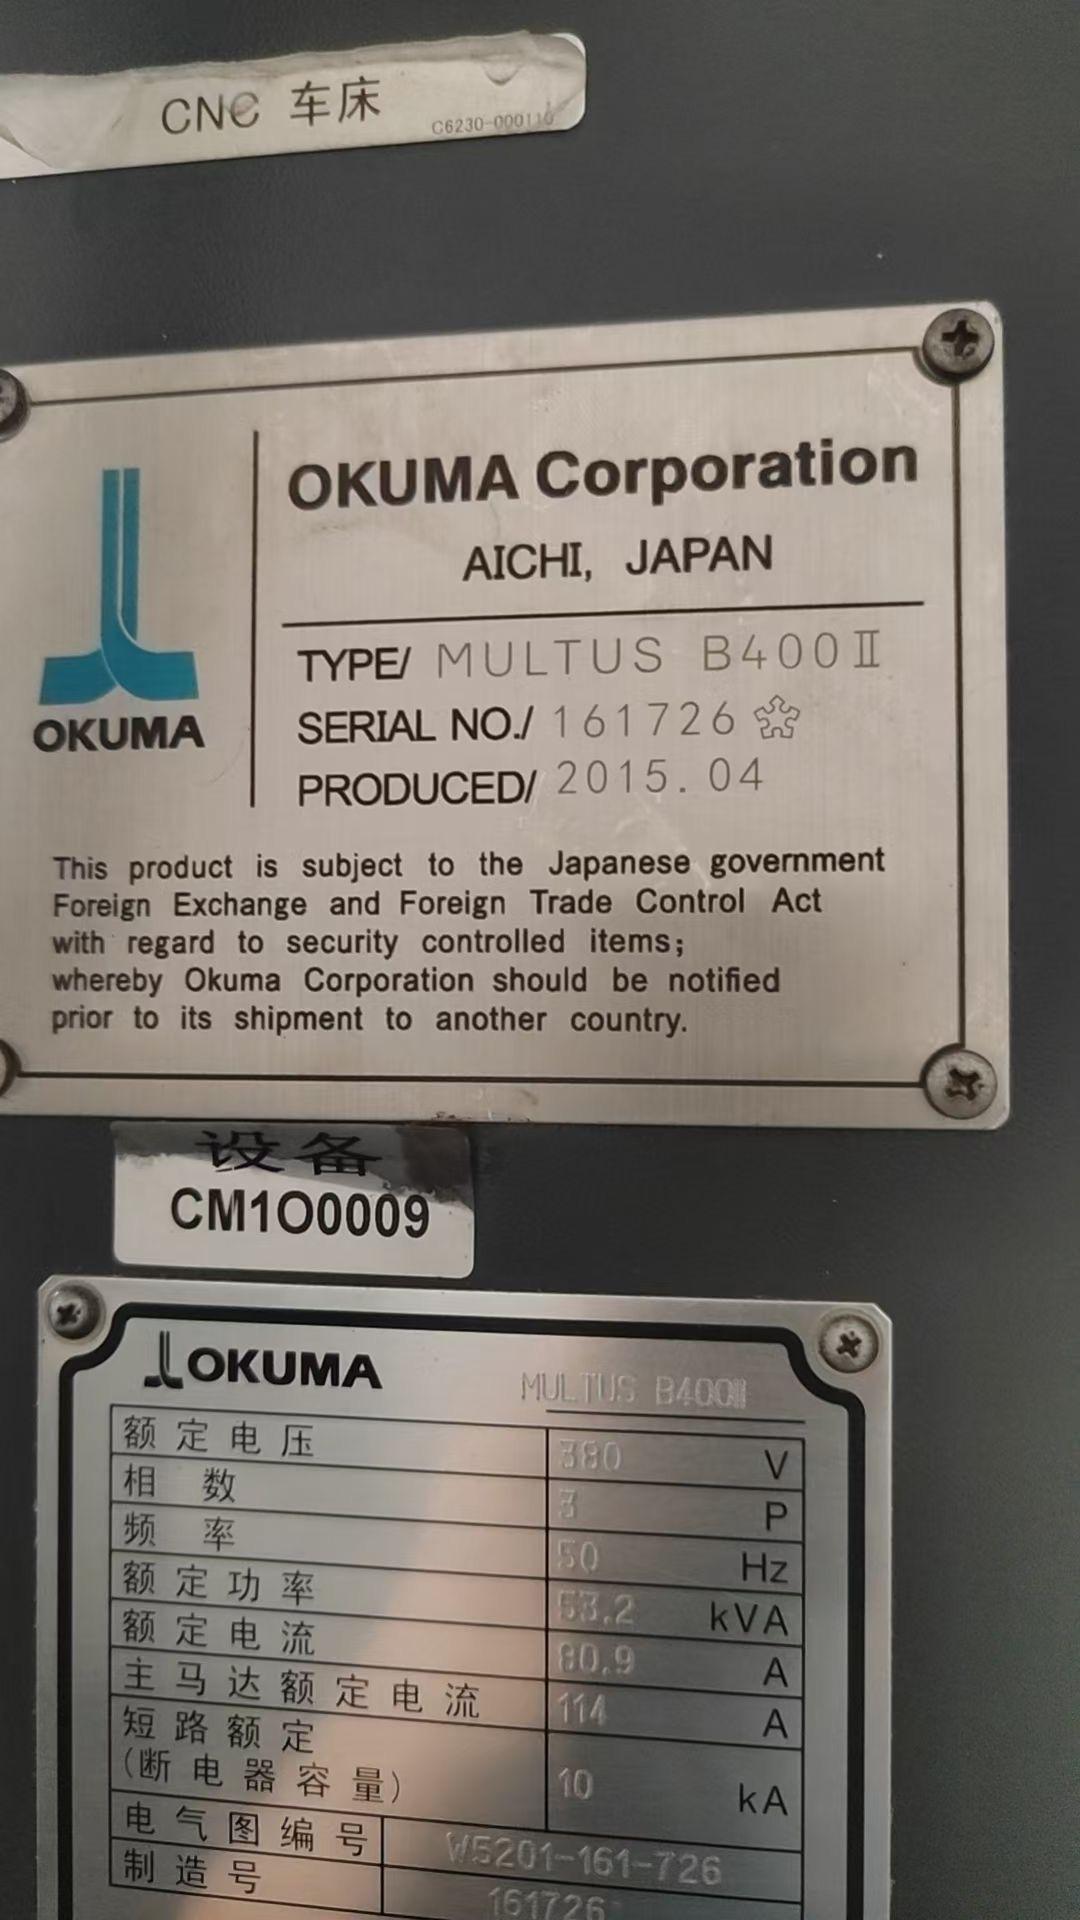 CNC 车床
C6230-000110
OKUMA Corporation
AICHI, JAPAN
OKUMA
TYPE/ MULTUS B400Ⅱ
SERIAL NO./ 161726
PRODUCED/ 2015.04
This product is subject to the Japanese government
Foreign Exchange and Foreign Trade Control Act
with regard to security controlled items;
whereby Okuma Corporation should be notified
prior to its shipment to another country.
设备
CM1O0009
OKUMA
MULTUS B400Ⅱ
额定电压 380 V
相数 3 P
频率 50 Hz
额定功率 53.2 kVA
额定电流 80.9 A
主马达额定电流 114 A
短路额定
(断电器容量) 10 kA
电气图编号 W5201-161-726
制造号 161726